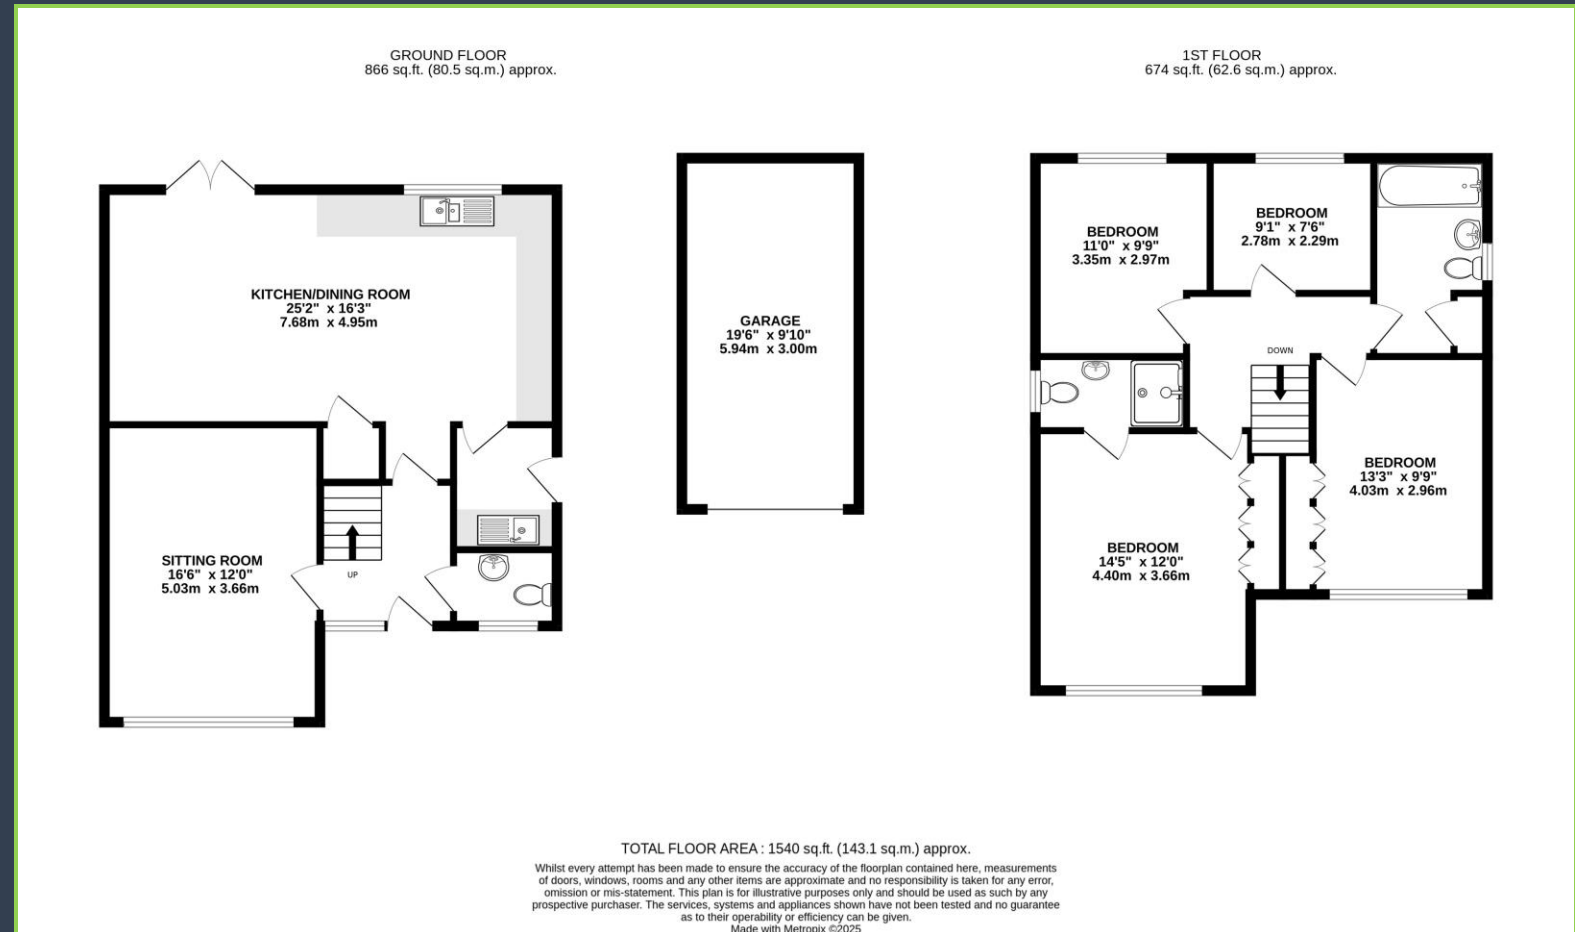 GROUND FLOOR
866 sq.ft. (80.5 sq.m.) approx.
1ST FLOOR
674 sq.ft. (62.6 sq.m.) approx.
KITCHEN/DINING ROOM
25'2" x 16'3"
7.68m x 4.95m
SITTING ROOM
16'6" x 12'0"
5.03m x 3.66m
UP
GARAGE
19'6" x 9'10"
5.94m x 3.00m
BEDROOM
11'0" x 9'9"
3.35m x 2.97m
BEDROOM
9'1" x 7'6"
2.78m x 2.29m
DOWN
BEDROOM
13'3" x 9'9"
4.03m x 2.96m
BEDROOM
14'5" x 12'0"
4.40m x 3.66m
TOTAL FLOOR AREA : 1540 sq.ft. (143.1 sq.m.) approx.
Whilst every attempt has been made to ensure the accuracy of the floorplan contained here, measurements
of doors, windows, rooms and any other items are approximate and no responsibility is taken for any error,
omission or mis-statement. This plan is for illustrative purposes only and should be used as such by any
prospective purchaser. The services, systems and appliances shown have not been tested and no guarantee
as to their operability or efficiency can be given.
Made with Metropix ©2025